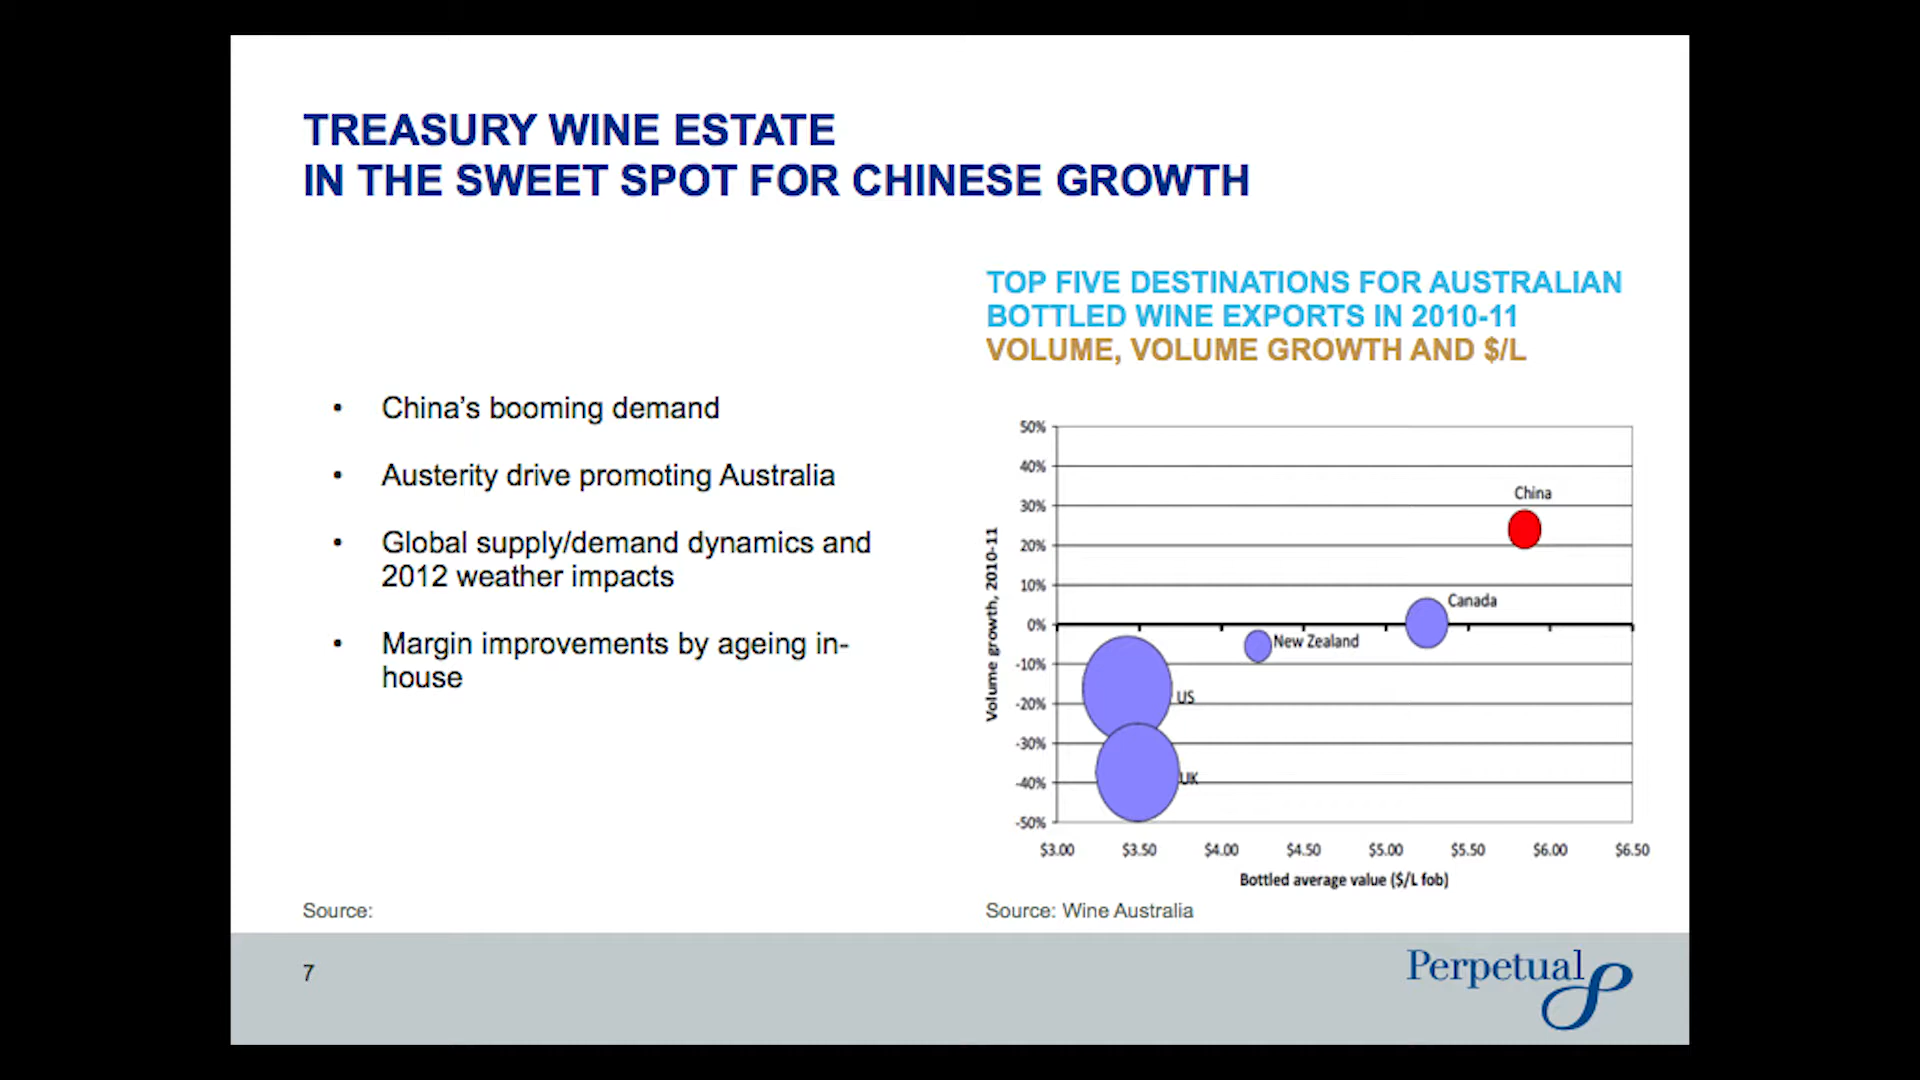 TREASURY WINE ESTATE
IN THE SWEET SPOT FOR CHINESE GROWTH
• China’s booming demand
• Austerity drive promoting Australia
• Global supply/demand dynamics and
2012 weather impacts
• Margin improvements by ageing in-
house
Source:
TOP FIVE DESTINATIONS FOR AUSTRALIAN
BOTTLED WINE EXPORTS IN 2010-11
VOLUME, VOLUME GROWTH AND $/L
Volume growth, 2010-11
50%
40%
30%
20%
10%
0%
-10%
-20%
-30%
-40%
-50%
China
Canada
New Zealand
US
UK
$3.00 $3.50 $4.00 $4.50 $5.00 $5.50 $6.00 $6.50
Bottled average value ($/L fob)
Source: Wine Australia
7
Perpetual